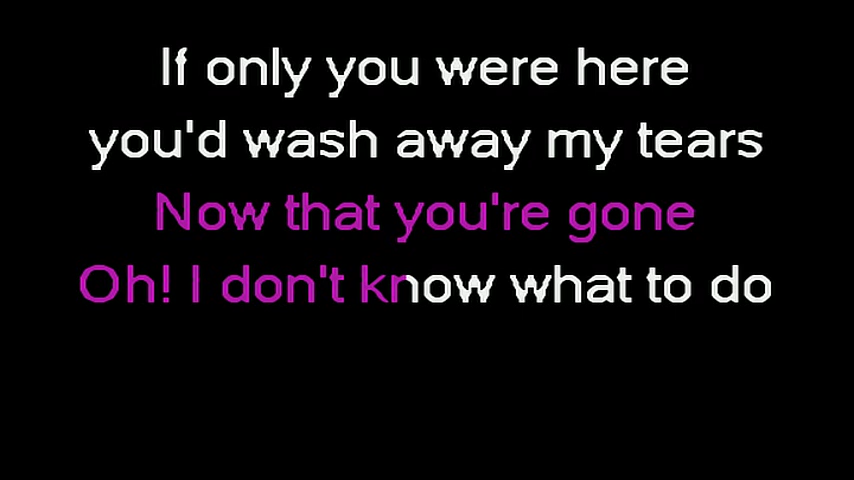 If only you were here
you'd wash away my tears
Now that you're gone
Oh! I don't know what to do